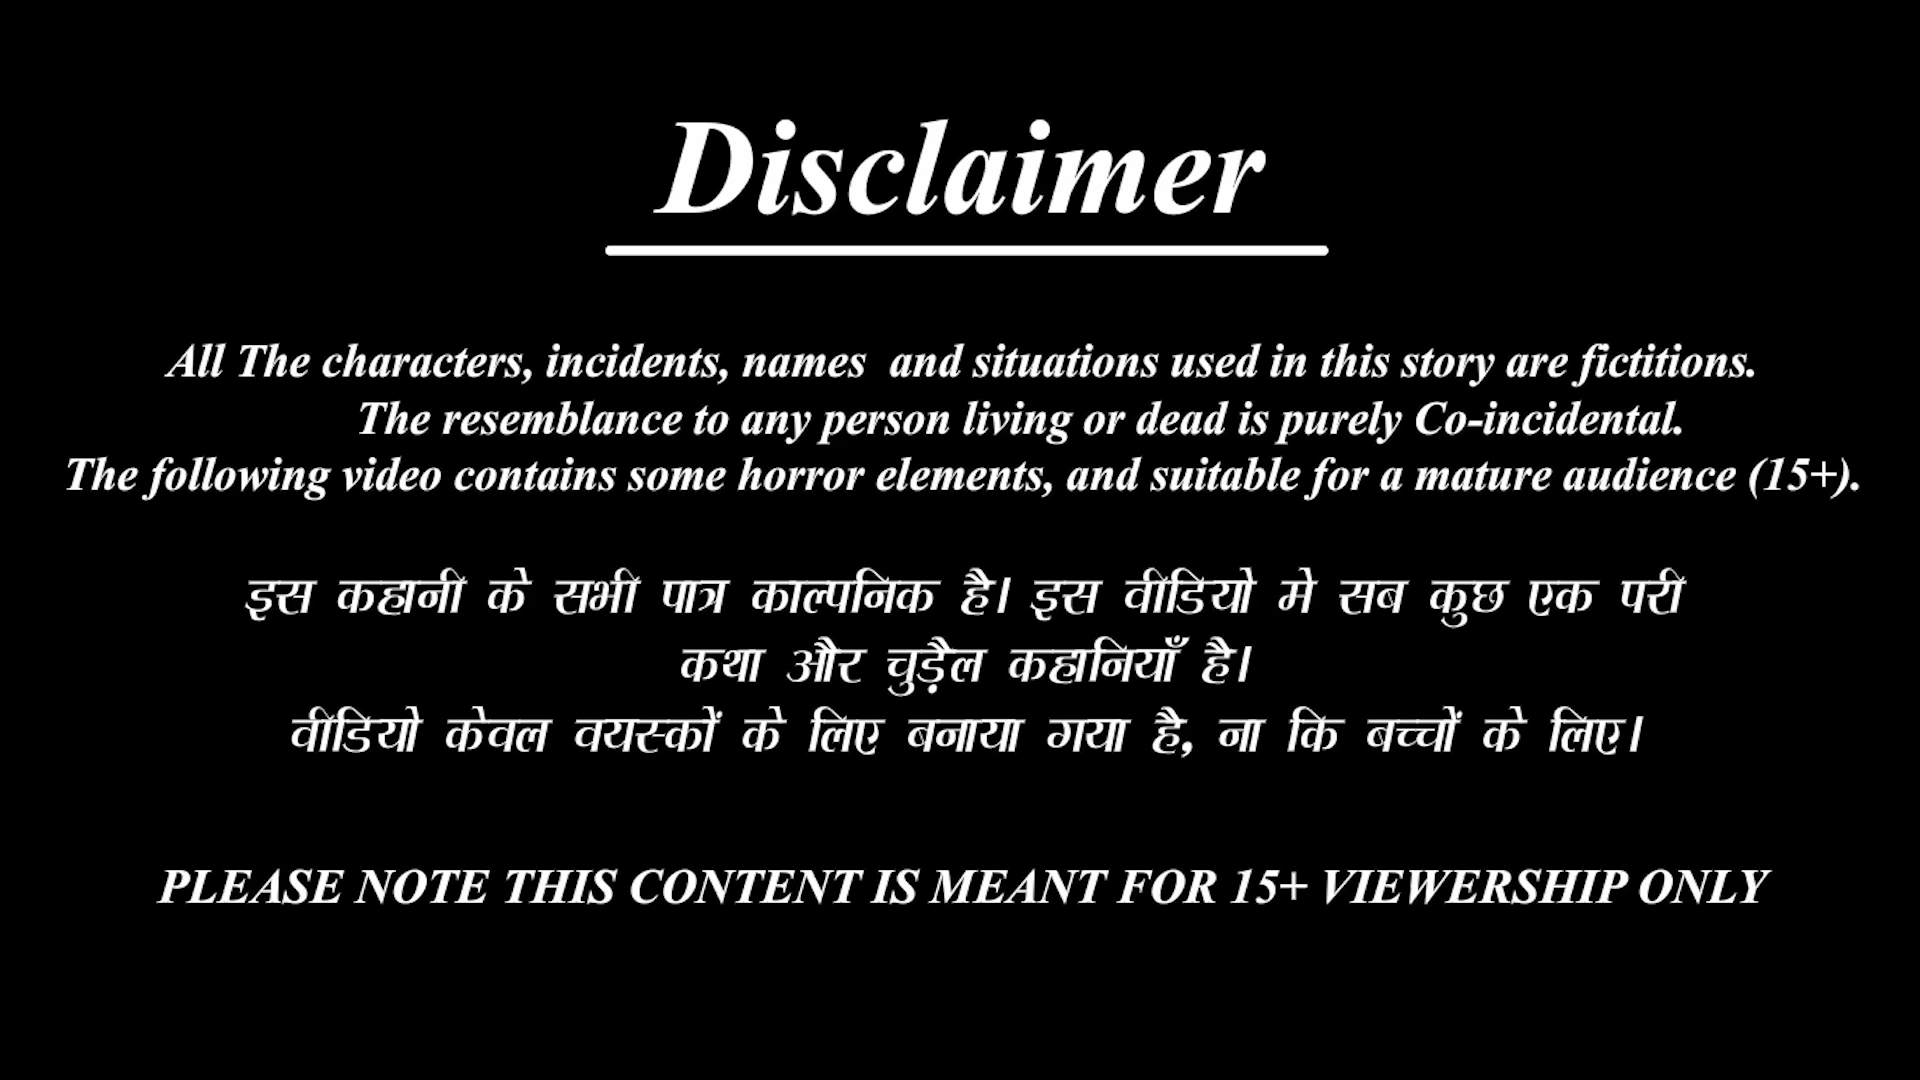 Disclaimer
All The characters, incidents, names and situations used in this story are fictitions.
The resemblance to any person living or dead is purely Co-incidental.
The following video contains some horror elements, and suitable for a mature audience (15+).
इस कहानी के सभी पात्र काल्पनिक है। इस वीडियो मे सब कुछ एक परी
कथा और चुड़ैल कहानियाँ है।
वीडियो केवल वयस्कों के लिए बनाया गया है, ना कि बच्चों के लिए।
PLEASE NOTE THIS CONTENT IS MEANT FOR 15+ VIEWERSHIP ONLY